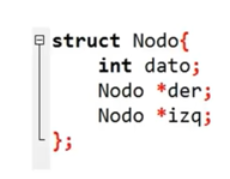 struct Nodo{
    int dato;
    Nodo *der;
    Nodo *izq;
};